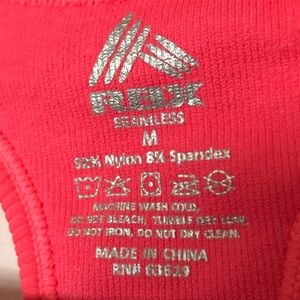 RBX
SEAMLESS
M
92% Nylon 8% Spandex
MACHINE WASH COLD,
DO NOT BLEACH, TUMBLE DRY LOW,
DO NOT IRON, DO NOT DRY CLEAN.
MADE IN CHINA
RN# 63619